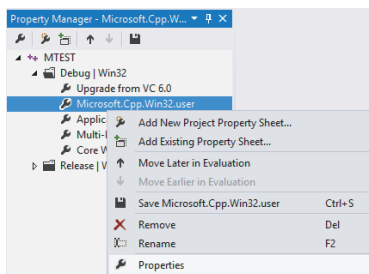 Property Manager - Microsoft.Cpp.W...
MTEST
Debug | Win32
Upgrade from VC 6.0
Microsoft.Cpp.Win32.user
Applic
Multi-
Core W
Release | W
Add New Project Property Sheet...
Add Existing Property Sheet...
Move Later in Evaluation
Move Earlier in Evaluation
Save Microsoft.Cpp.Win32.user Ctrl+S
Remove Del
Rename F2
Properties